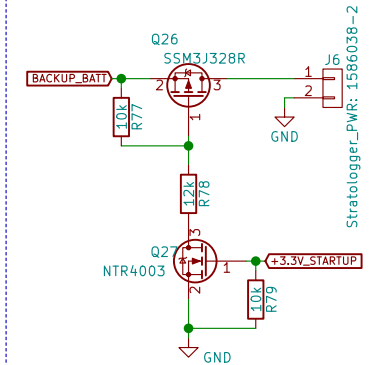 Q26
SSM3J328R
BACKUP_BATT
2
3
1
10k
R77
J6
1
2
GND
Stratologger_PWR: 1586038-2
12k
R78
Q27
NTR4003
3
1
2
+3.3V_STARTUP
10k
R79
GND